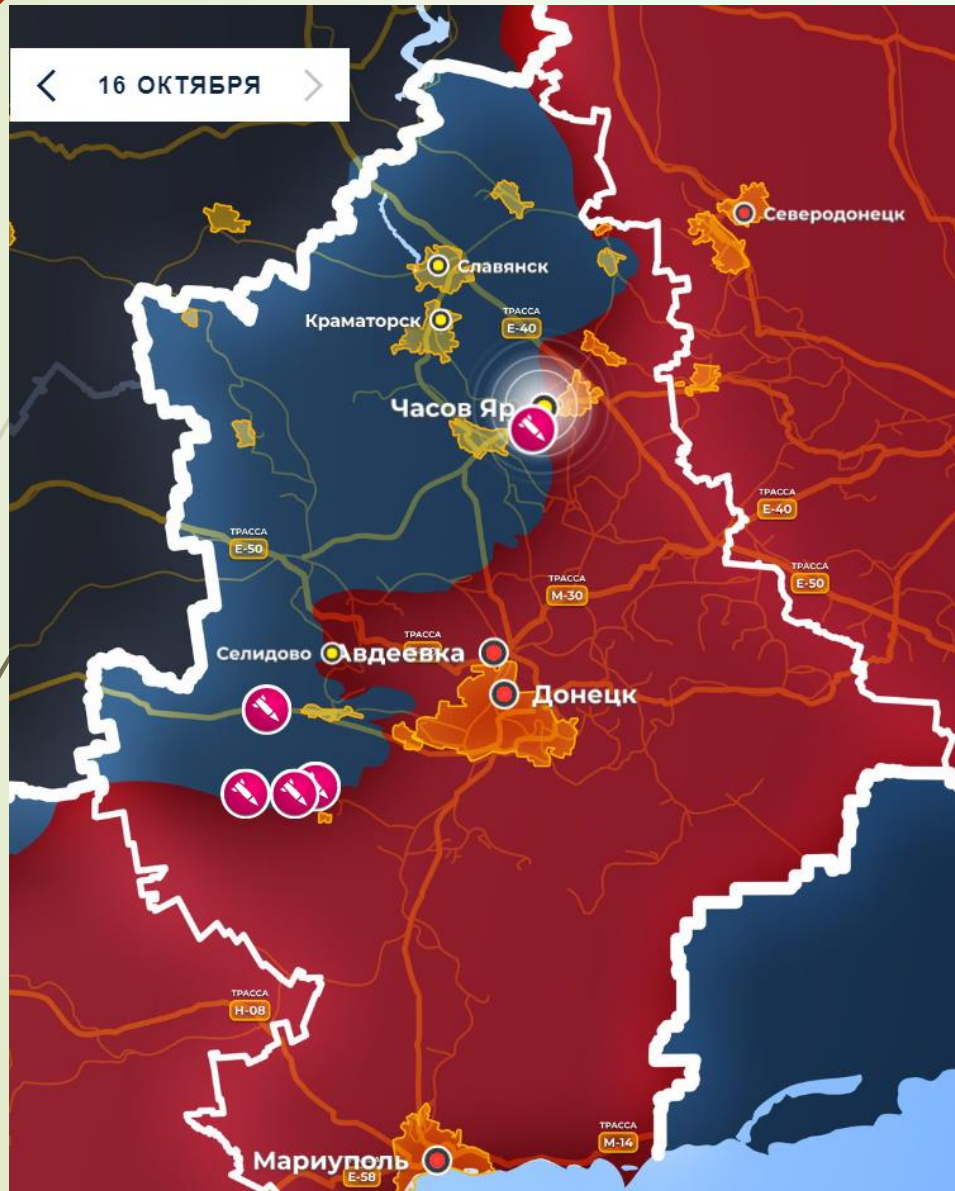 16 ОКТЯБРЯ
Северодонецк
Славянск
Краматорск
ТРАССА
E-40
Часов Яр
ТРАССА
E-40
ТРАССА
E-50
ТРАССА
E-50
ТРАССА
M-30
Селидово
ТРАССА
Авдеевка
Донецк
ТРАССА
H-08
ТРАССА
M-14
Мариуполь
ТРАССА
E-58